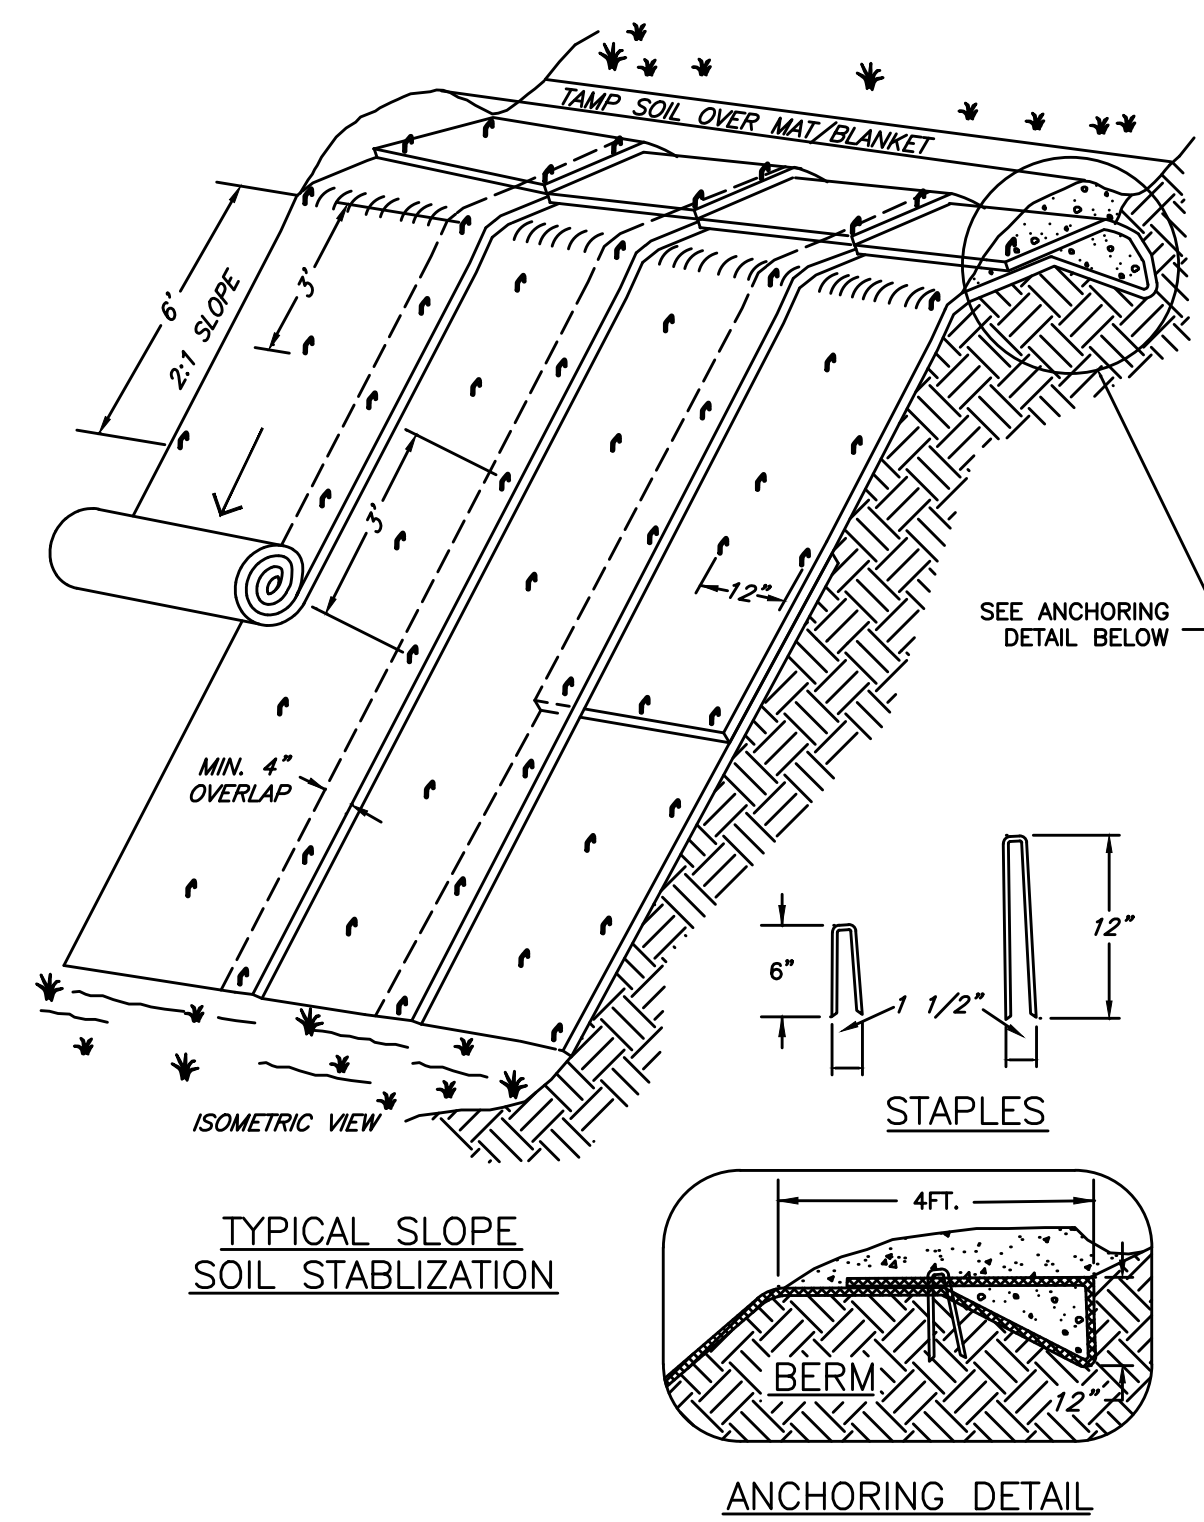 TAMP SOIL OVER MAT/BLANKET
6'
2:1 SLOPE
3'
3'
12"
SEE ANCHORING
DETAIL BELOW
MIN. 4"
OVERLAP
6"
1 1/2"
12"
STAPLES
ISOMETRIC VIEW
TYPICAL SLOPE
SOIL STABLIZATION
4FT.
BERM
12"
ANCHORING DETAIL